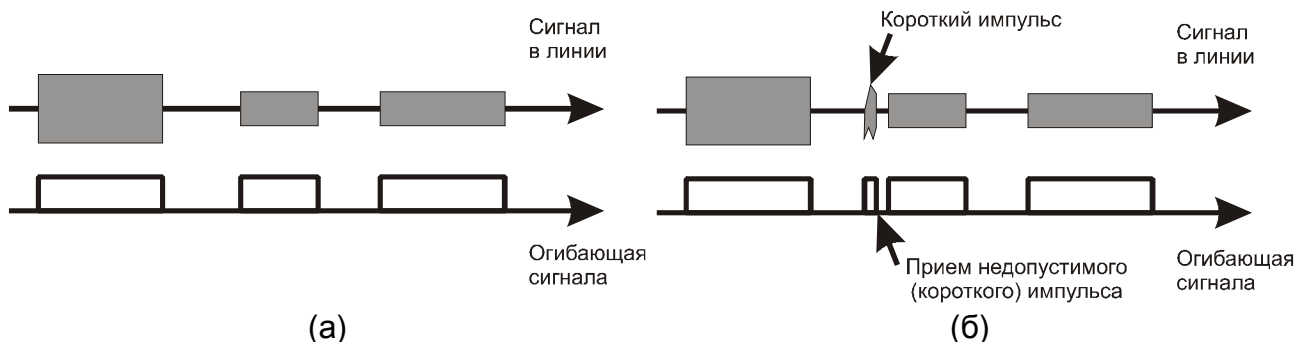 Сигнал
в линии
Огибающая
сигнала
(а)
Короткий импульс
Сигнал
в линии
Прием недопустимого
(короткого) импульса
Огибающая
сигнала
(б)